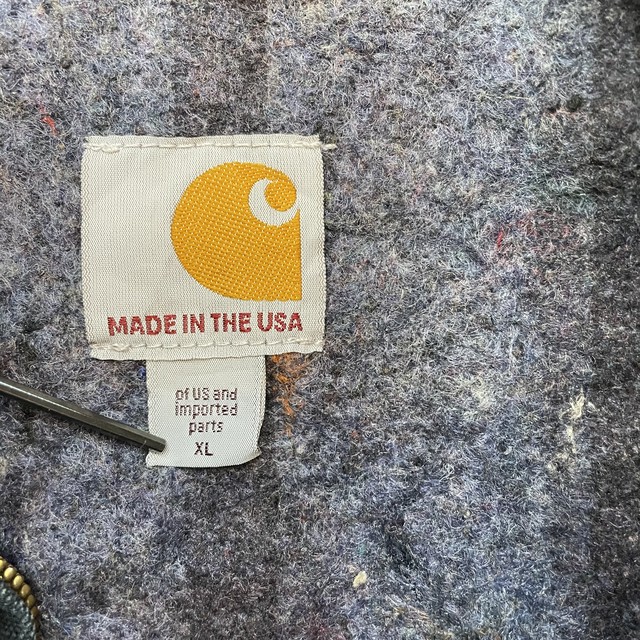 MADE IN THE USA
of US and
imported
parts
XL